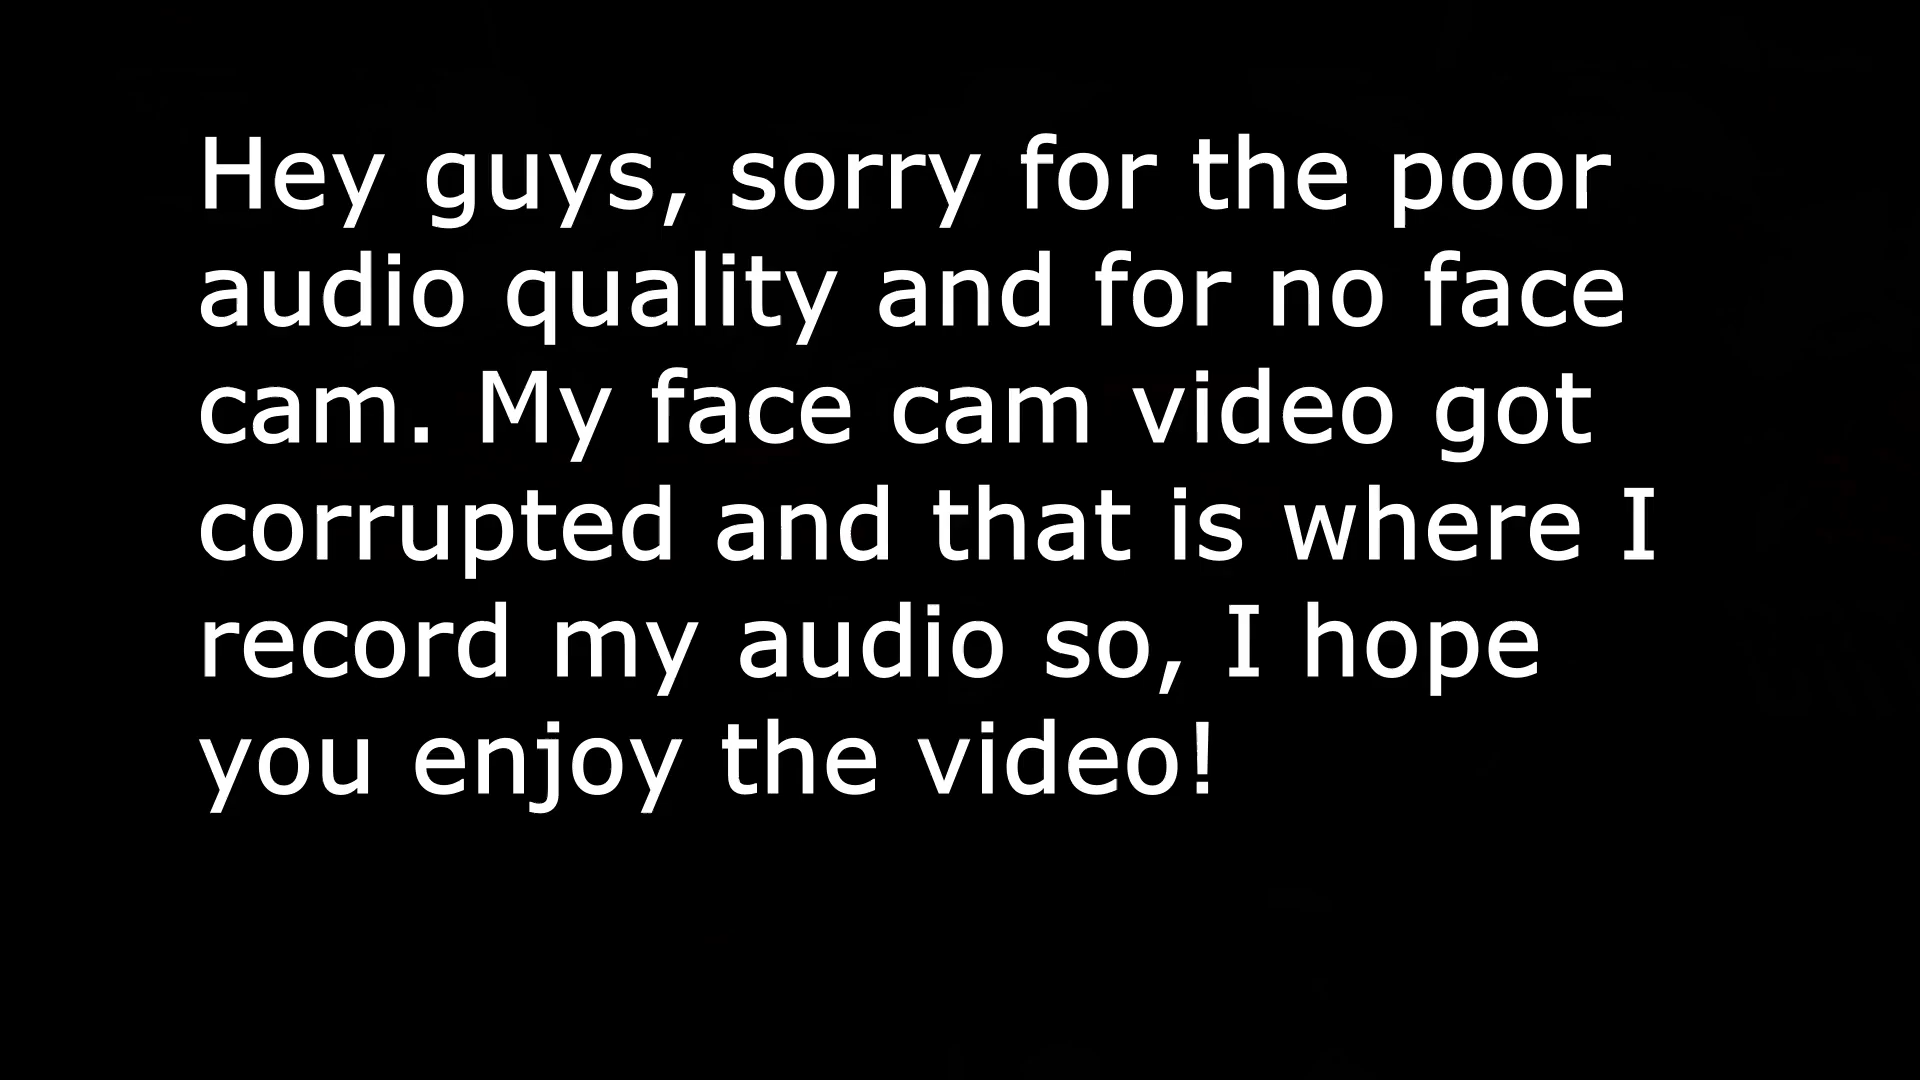 Hey guys, sorry for the poor
audio quality and for no face
cam. My face cam video got
corrupted and that is where I
record my audio so, I hope
you enjoy the video!